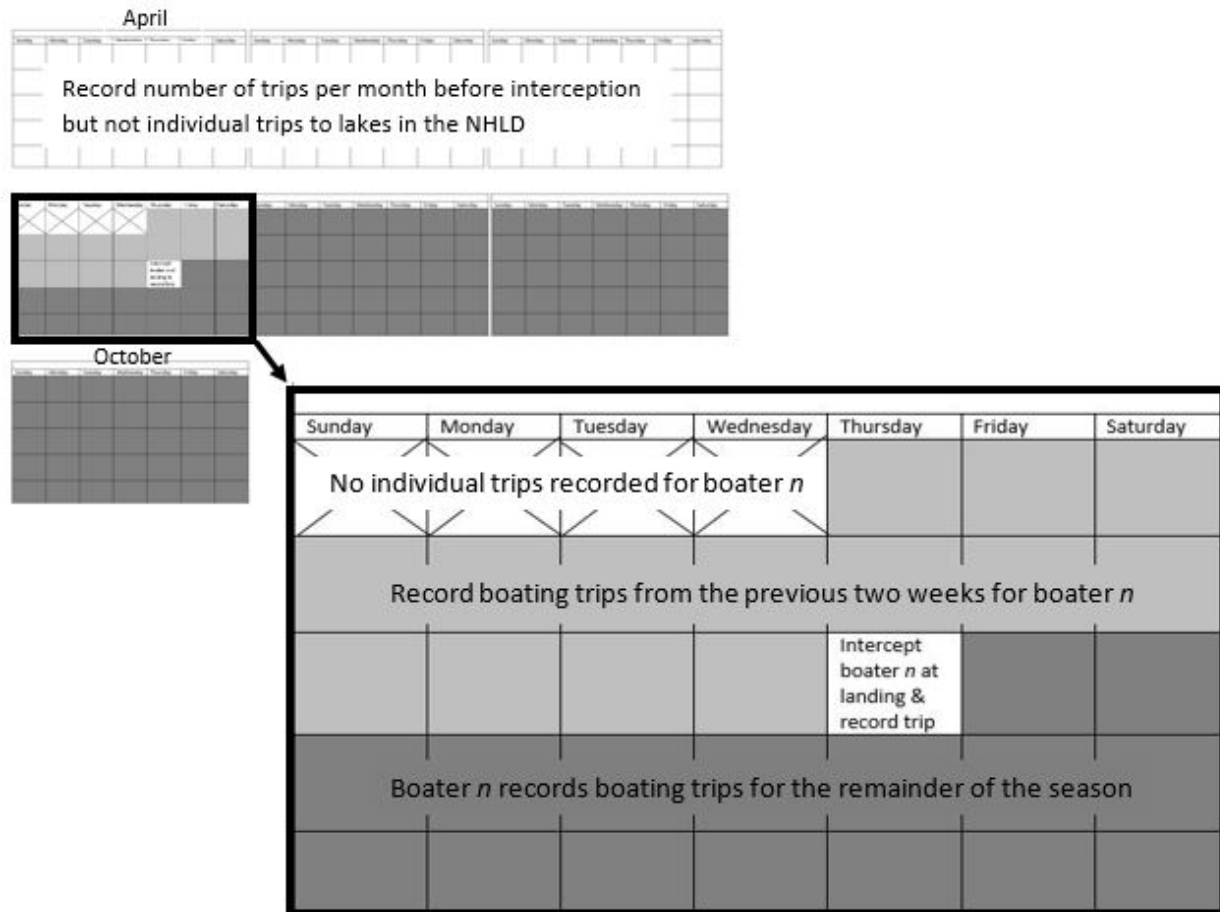 April
Record number of trips per month before interception
but not individual trips to lakes in the NHLD
October
Sunday Monday Tuesday Wednesday Thursday Friday Saturday
No individual trips recorded for boater n
Record boating trips from the previous two weeks for boater n
Intercept
boater n at
landing &
record trip
Boater n records boating trips for the remainder of the season